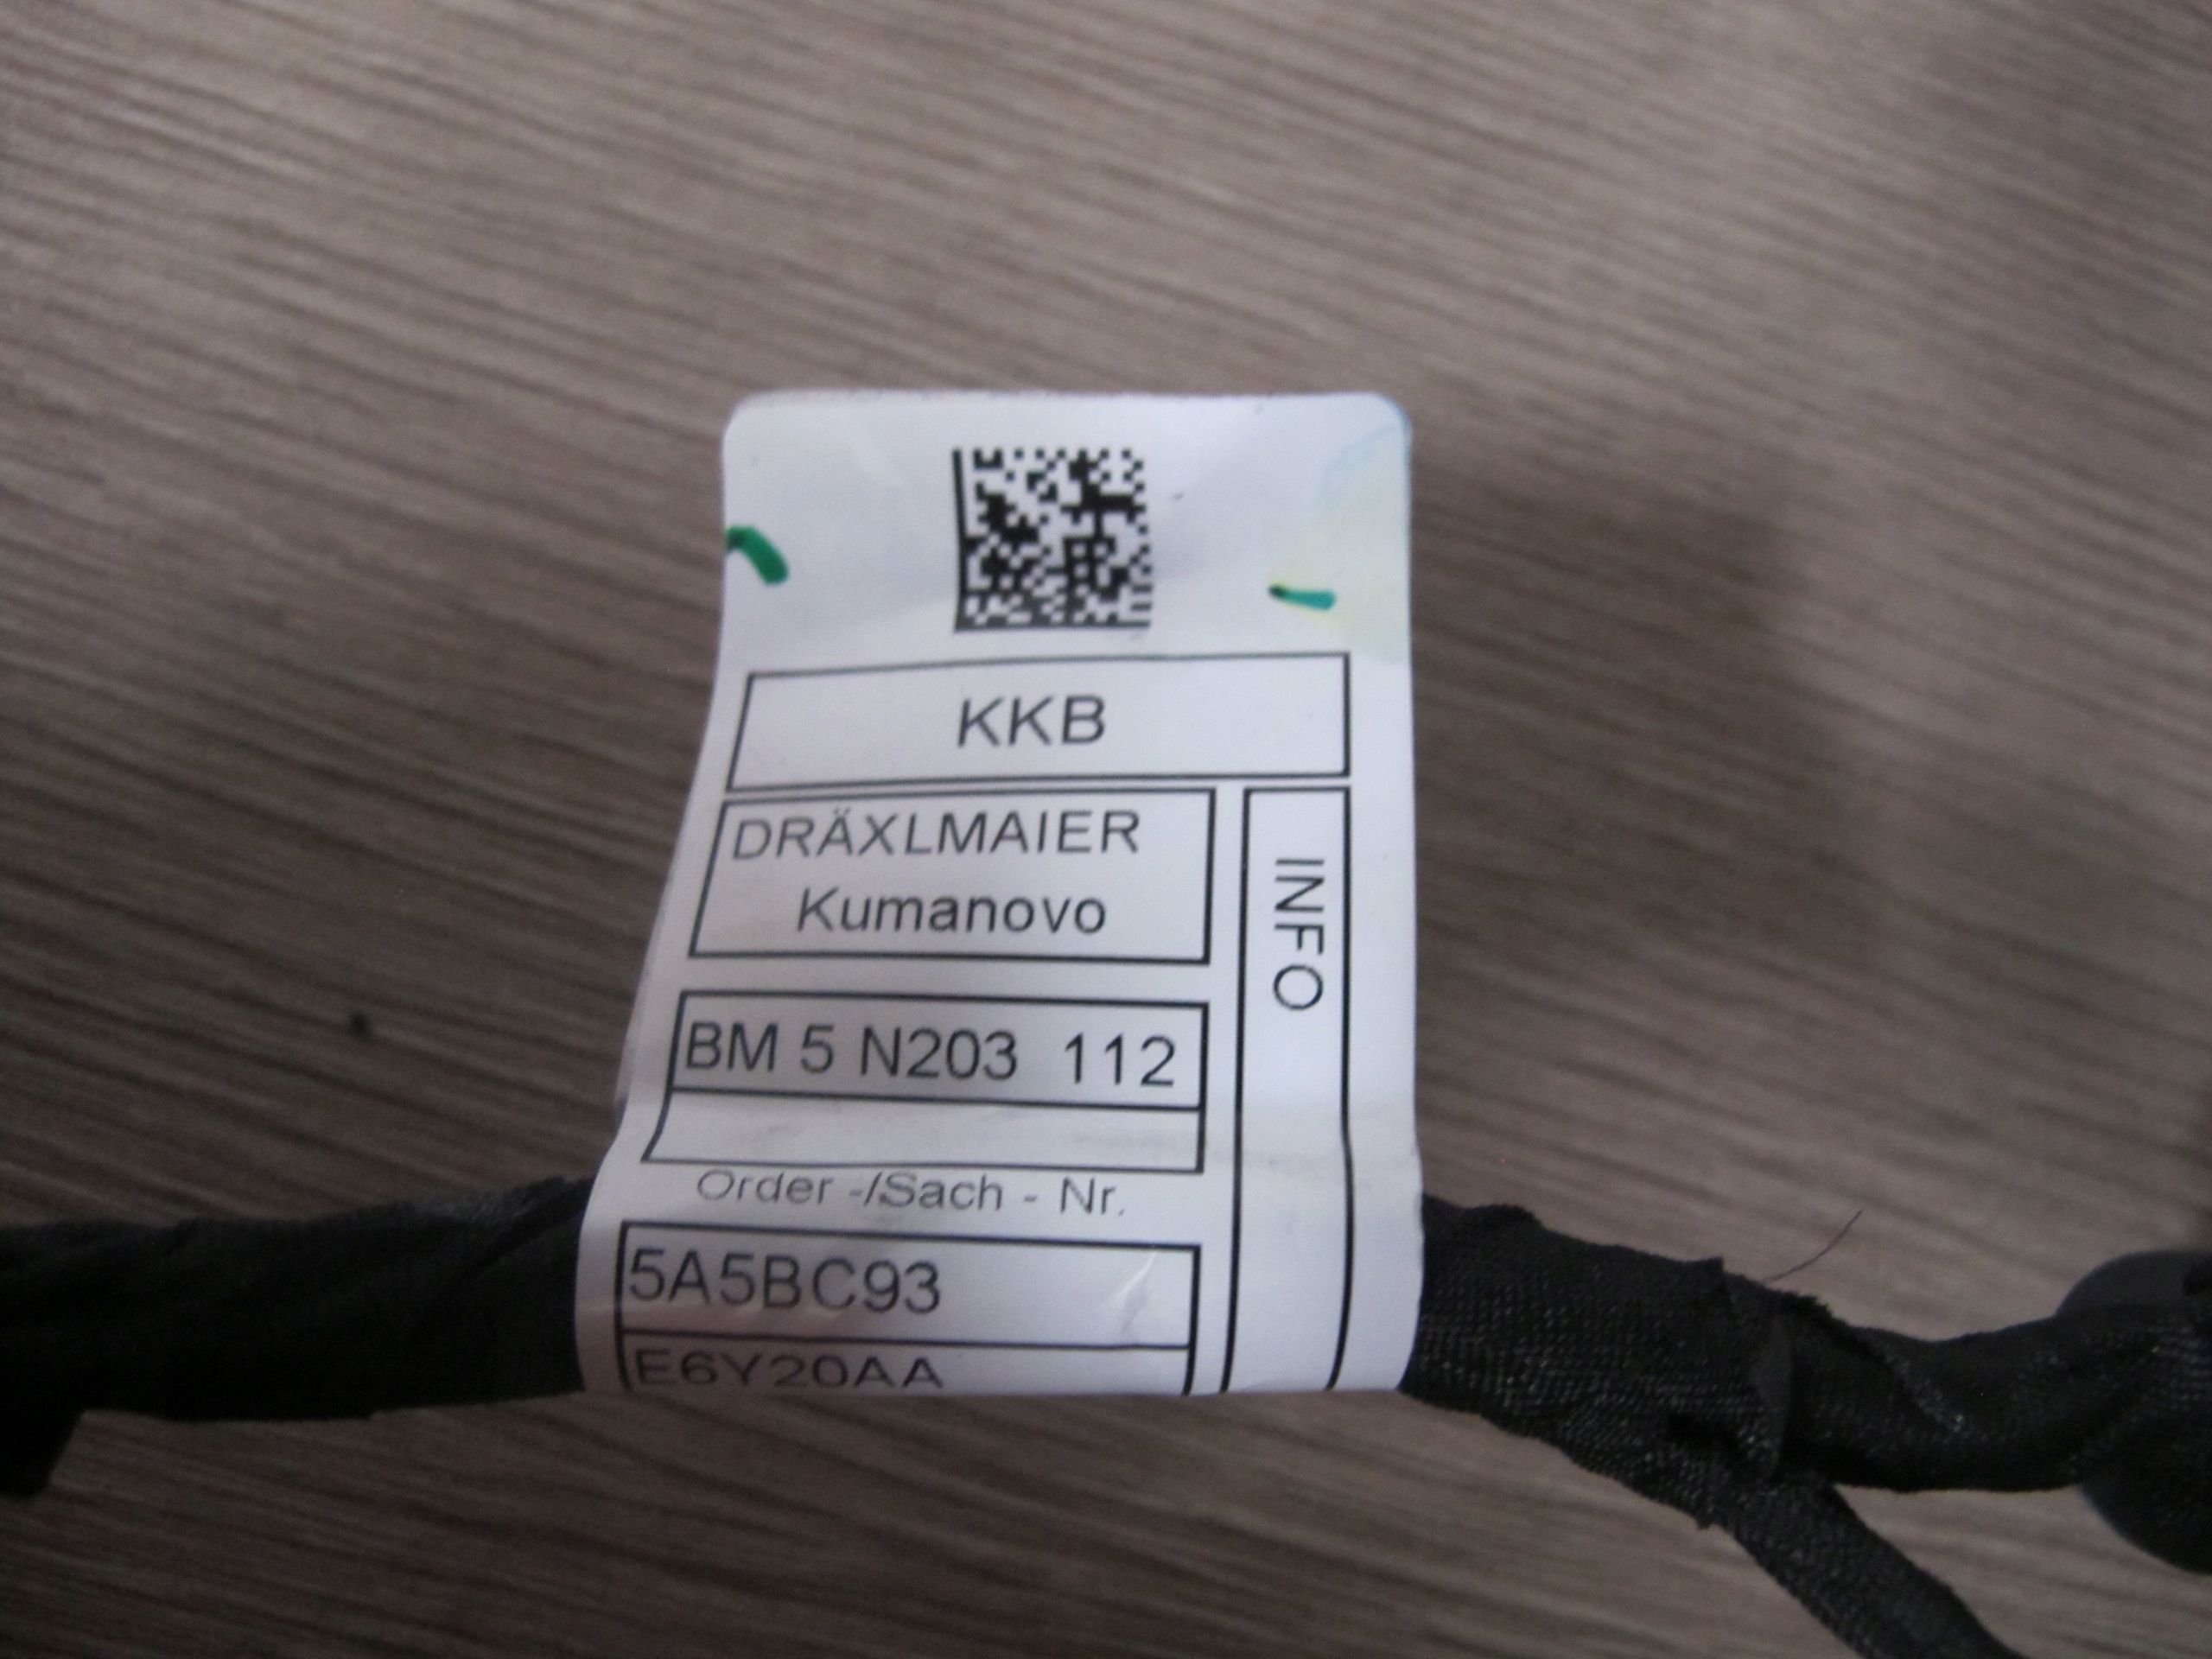 KKB
DRÄXLMAIER
Kumanovo
INFO
BM 5 N203 112
Order -/Sach - Nr.
5A5BC93
E6Y20AA